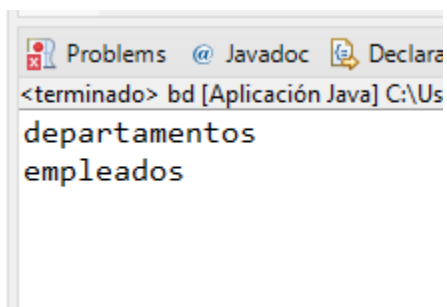 Problems @ Javadoc Declara
<terminado> bd [Aplicación Java] C:\Us
departamentos
empleados